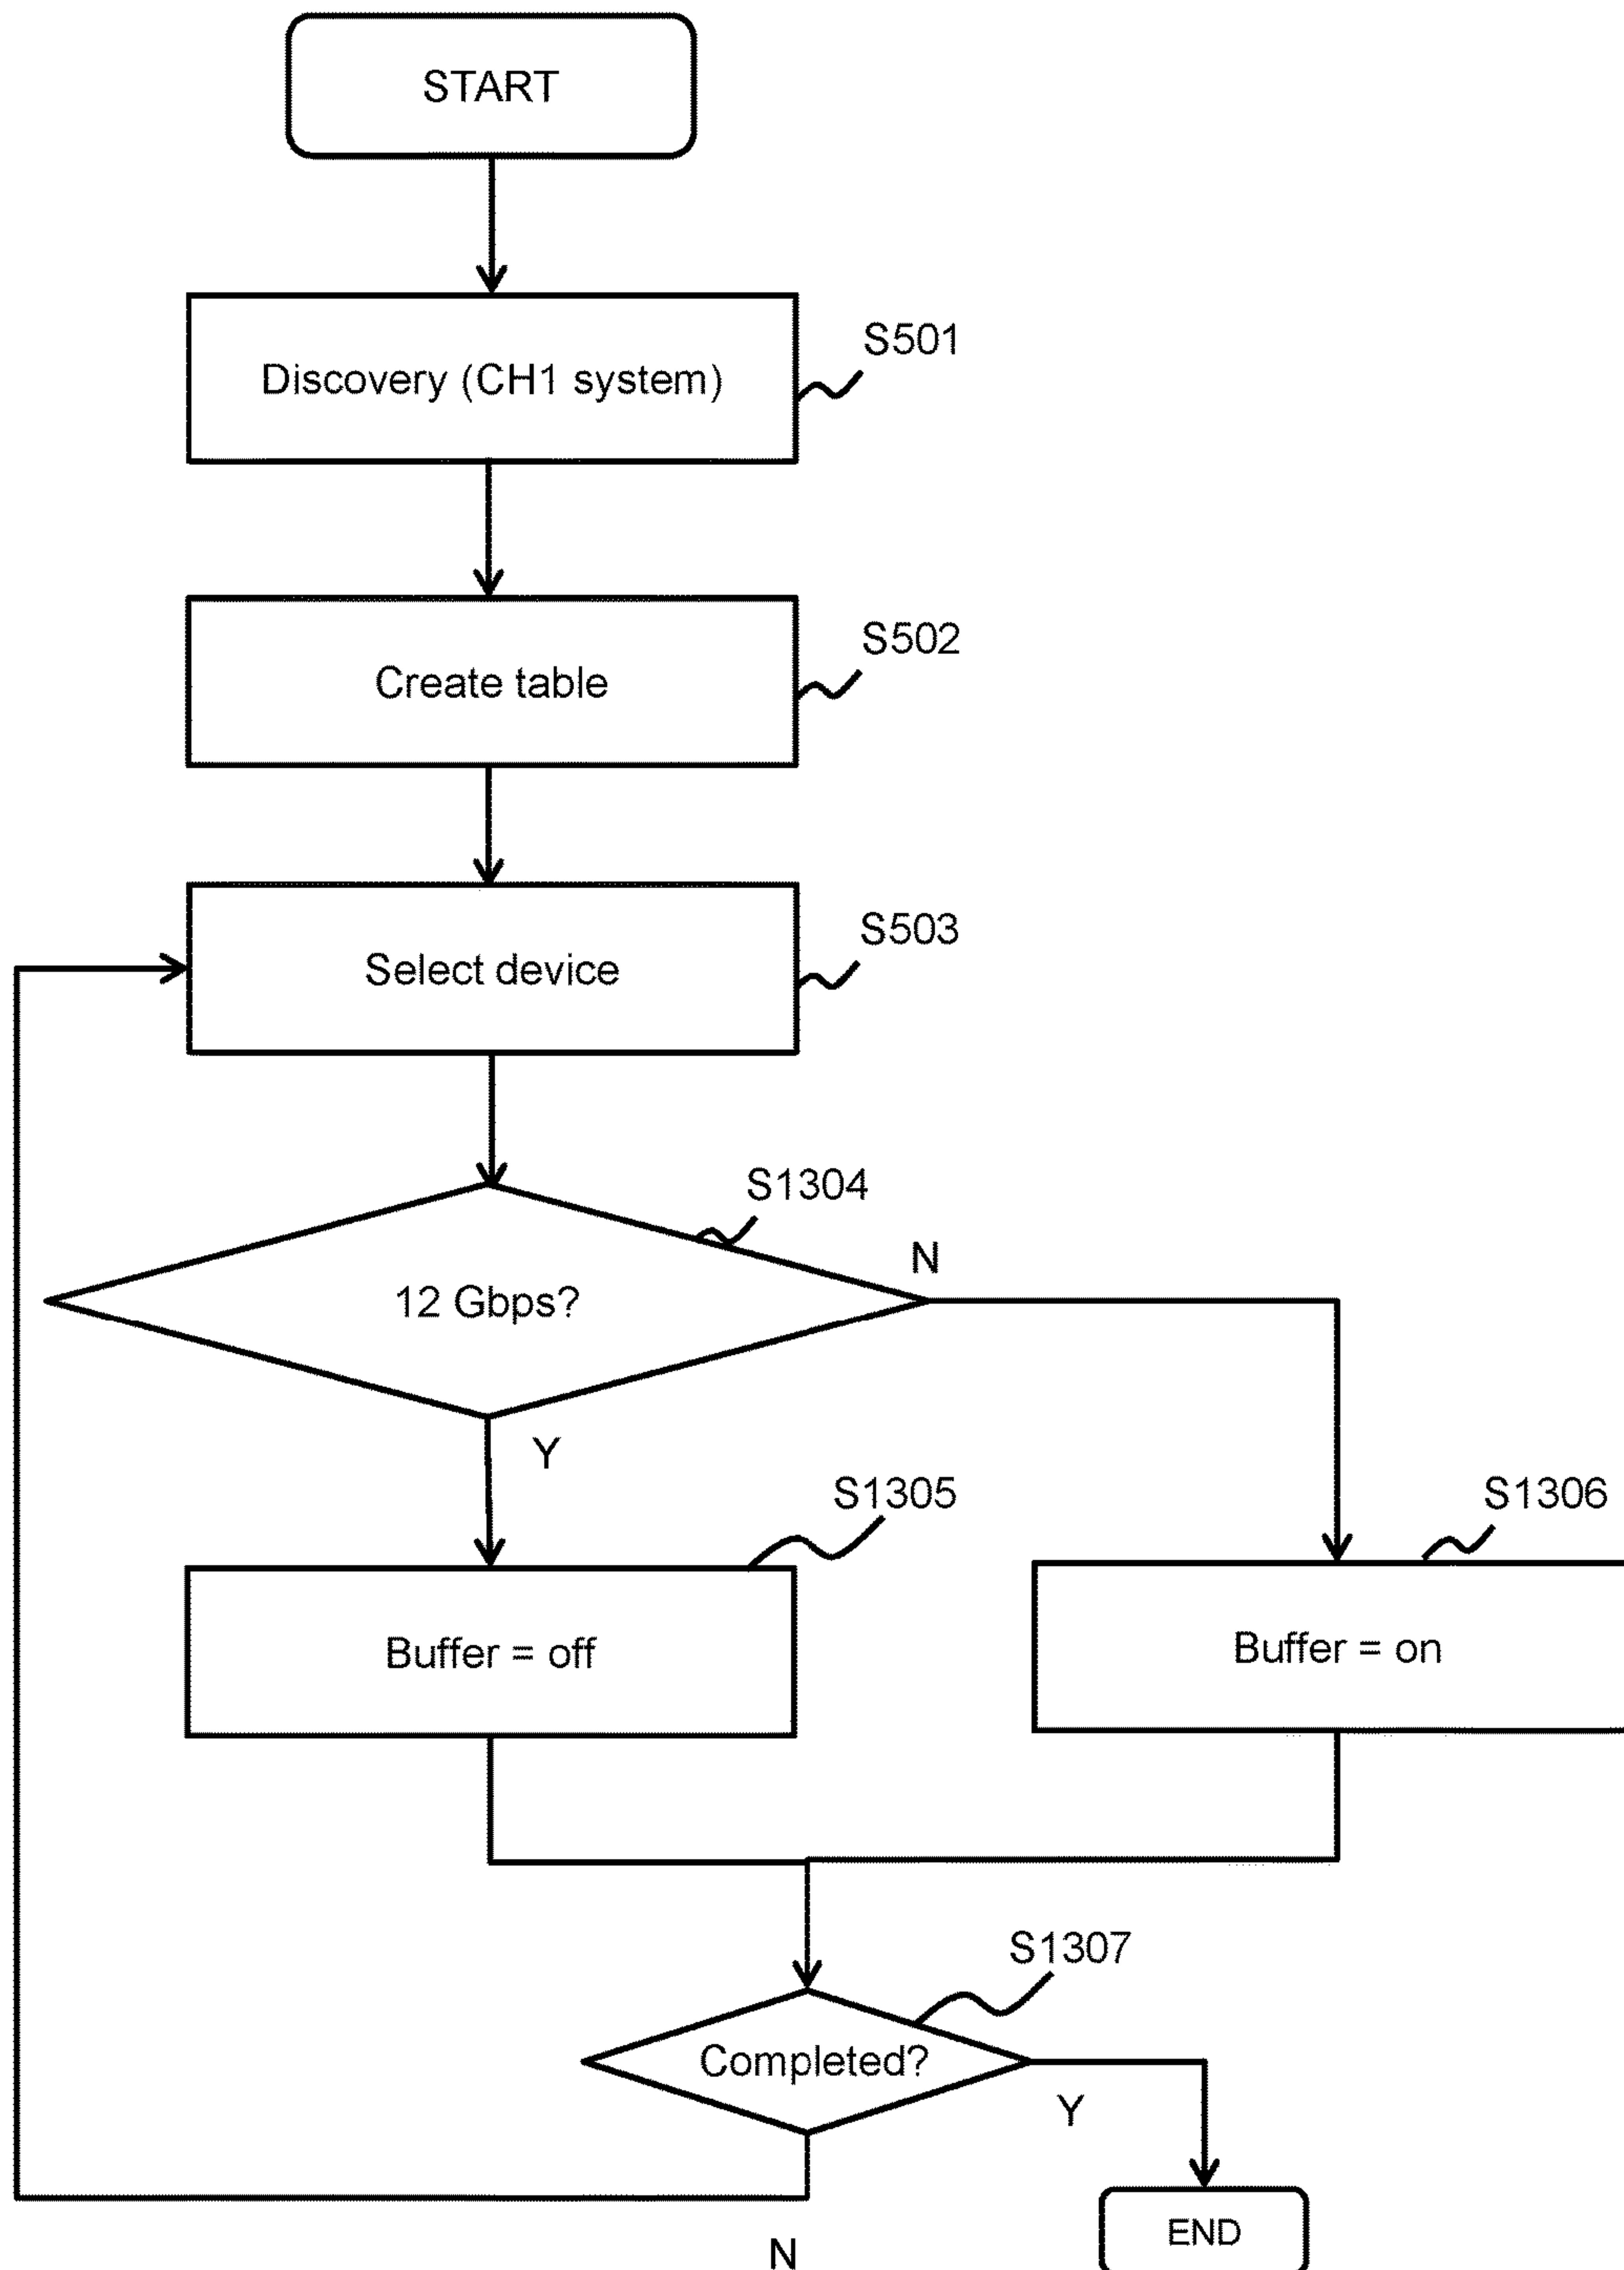 START
Discovery (CH1 system)
S501
Create table
S502
Select device
S503
S1304
12 Gbps?
N
Y
S1305
S1306
Buffer = off
Buffer = on
S1307
Completed?
Y
END
N